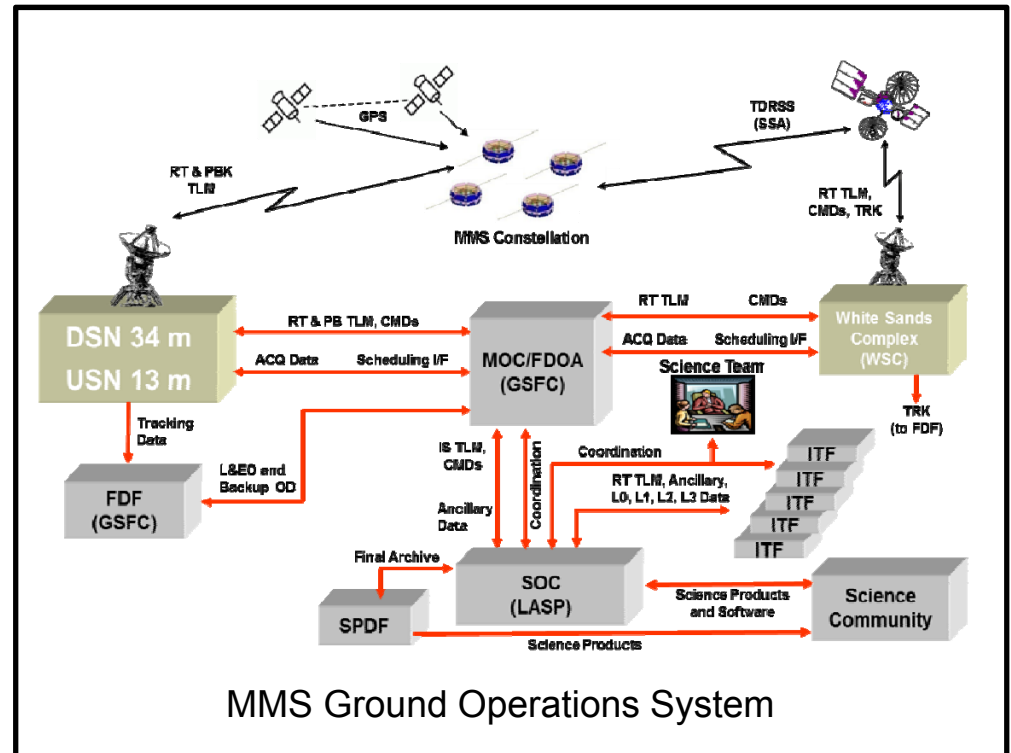 GPS
TDRSS
(SSA)
RT & PBK
TLM
RT TLM,
CMDs, TRK
MMS Constellation
DSN 34 m
USN 13 m
RT & PB TLM, CMDs
ACQ Data
Scheduling I/F
MOC/FDOA
(GSFC)
RT TLM
CMDs
ACQ Data
Scheduling I/F
White Sands
Complex
(WSC)
Science Team
TRK
(to FDF)
Tracking
Data
FDF
(GSFC)
L&EO and
Backup OD
IS TLM,
CMDs
Ancillary
Data
Coordination
Coordination
RT TLM, Ancillary,
L0, L1, L2, L3 Data
ITF
ITF
ITF
ITF
ITF
Final Archive
SPDF
SOC
(LASP)
Science Products
and Software
Science
Community
Science Products
MMS Ground Operations System